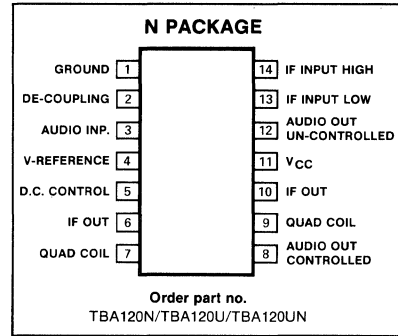 N PACKAGE
GROUND 1
DE-COUPLING 2
AUDIO INP. 3
V-REFERENCE 4
D.C. CONTROL 5
IF OUT 6
QUAD COIL 7
14 IF INPUT HIGH
13 IF INPUT LOW
12 AUDIO OUT
UN-CONTROLLED
11 VCC
10 IF OUT
9 QUAD COIL
8 AUDIO OUT
CONTROLLED
Order part no.
TBA120N/TBA120U/TBA120UN